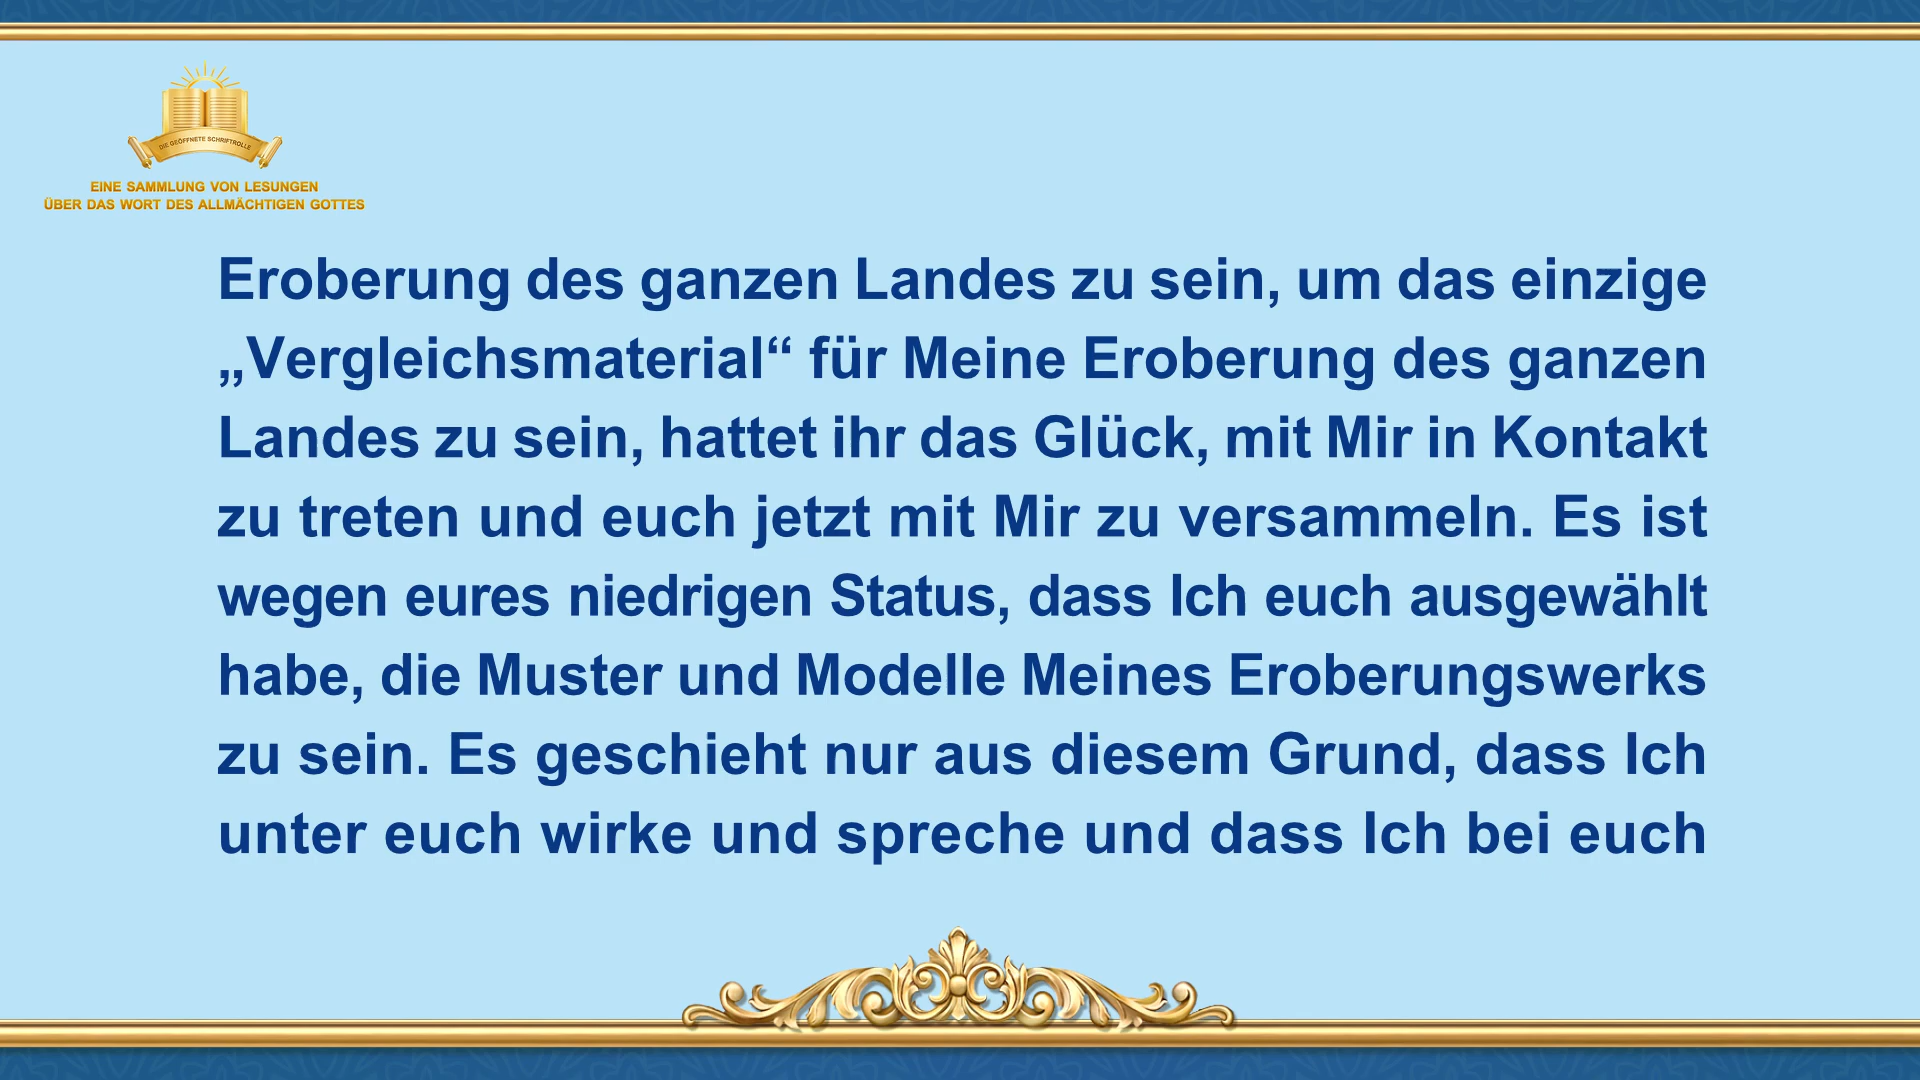 DIE GEÖFFNETE SCHRIFTROLLE
EINE SAMMLUNG VON LESUNGEN
ÜBER DAS WORT DES ALLMÄCHTIGEN GOTTES
Eroberung des ganzen Landes zu sein, um das einzige
„Vergleichsmaterial“ für Meine Eroberung des ganzen
Landes zu sein, hattet ihr das Glück, mit Mir in Kontakt
zu treten und euch jetzt mit Mir zu versammeln. Es ist
wegen eures niedrigen Status, dass Ich euch ausgewählt
habe, die Muster und Modelle Meines Eroberungswerks
zu sein. Es geschieht nur aus diesem Grund, dass Ich
unter euch wirke und spreche und dass Ich bei euch